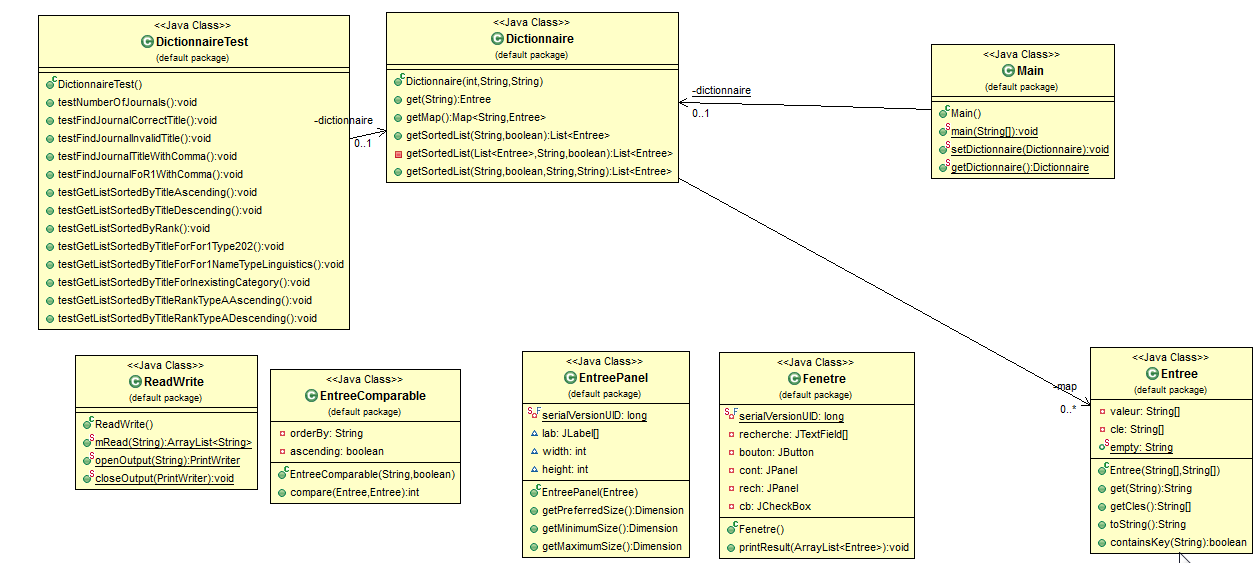 <<Java Class>>
DictionnaireTest
(default package)
DictionnaireTest()
testNumberOfJournals():void
testFindJournalCorrectTitle():void
testFindJournalInvalidTitle():void
testFindJournalTitleWithComma():void
testFindJournalFoR1WithComma():void
testGetListSortedByTitleAscending():void
testGetListSortedByTitleDescending():void
testGetListSortedByRank():void
testGetListSortedByTitleForFor1Type202():void
testGetListSortedByTitleForFor1NameTypeLinguistics():void
testGetListSortedByTitleForInexistingCategory():void
testGetListSortedByTitleRankTypeAAscending():void
testGetListSortedByTitleRankTypeADescending():void
-dictionnaire
0..1
<<Java Class>>
Dictionnaire
(default package)
Dictionnaire(int,String,String)
get(String):Entree
getMap():Map<String,Entree>
getSortedList(String,boolean):List<Entree>
getSortedList(List<Entree>,String,boolean):List<Entree>
getSortedList(String,boolean,String,String):List<Entree>
-dictionnaire
0..1
<<Java Class>>
Main
(default package)
Main()
main(String[]):void
setDictionnaire(Dictionnaire):void
getDictionnaire():Dictionnaire
<<Java Class>>
ReadWrite
(default package)
ReadWrite()
mRead(String):ArrayList<String>
openOutput(String):PrintWriter
closeOutput(PrintWriter):void
<<Java Class>>
EntreeComparable
(default package)
orderBy: String
ascending: boolean
EntreeComparable(String,boolean)
compare(Entree,Entree):int
<<Java Class>>
EntreePanel
(default package)
serialVersionUID: long
lab: JLabel[]
width: int
height: int
EntreePanel(Entree)
getPreferredSize():Dimension
getMinimumSize():Dimension
getMaximumSize():Dimension
<<Java Class>>
Fenetre
(default package)
serialVersionUID: long
recherche: JTextField[]
bouton: JButton
cont: JPanel
rech: JPanel
cb: JCheckBox
Fenetre()
printResult(ArrayList<Entree>):void
-map
0..*
<<Java Class>>
Entree
(default package)
valeur: String[]
cle: String[]
empty: String
Entree(String[],String[])
get(String):String
getCles():String[]
toString():String
containsKey(String):boolean